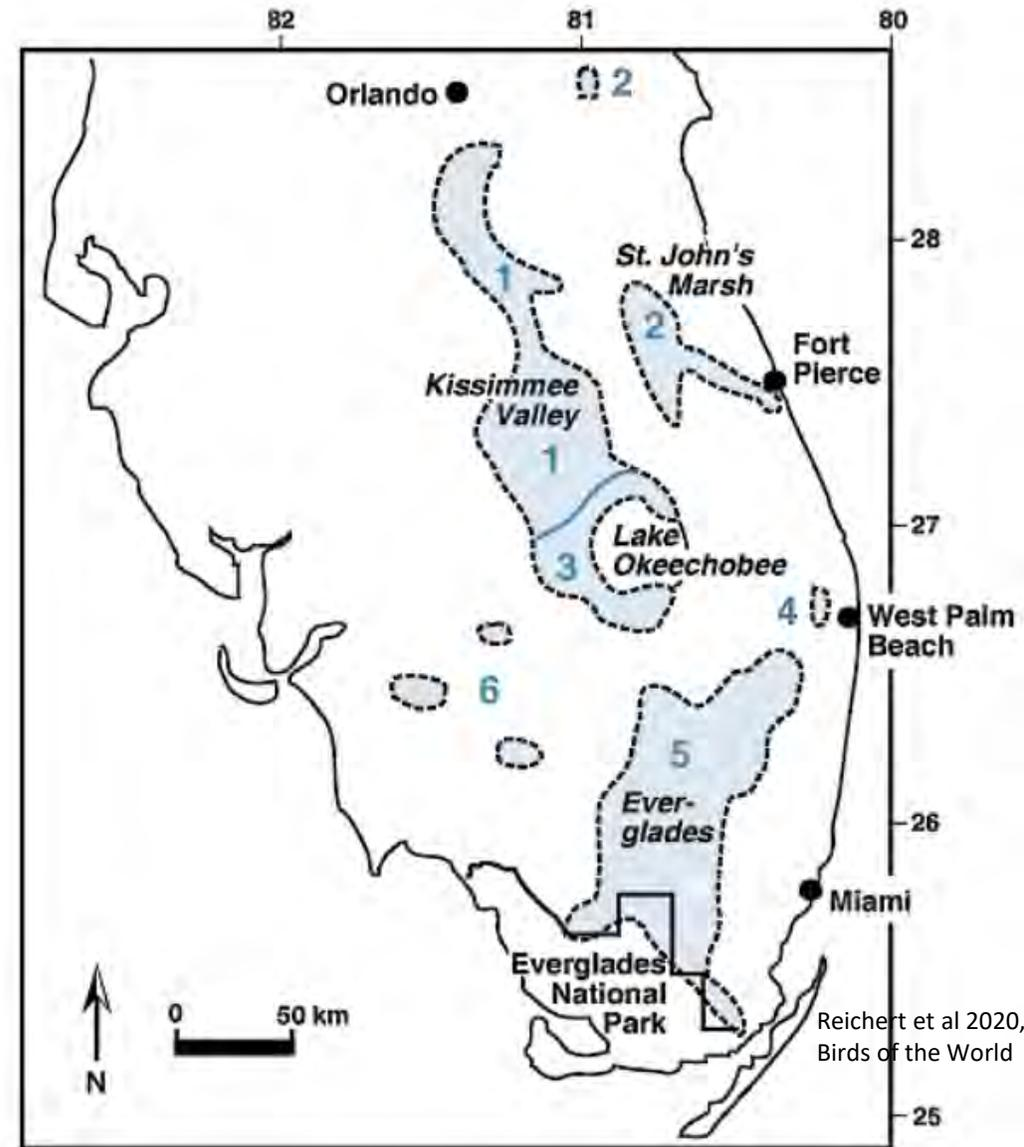 82
81
80
Orlando
2
28
St. John's
Marsh
1
2
Fort
Pierce
Kissimmee
Valley
1
27
Lake
Okeechobee
3
4
West Palm
Beach
6
5
Ever-
glades
26
Miami
Everglades
National
Park
0
50 km
N
Reichert et al 2020,
Birds of the World
25